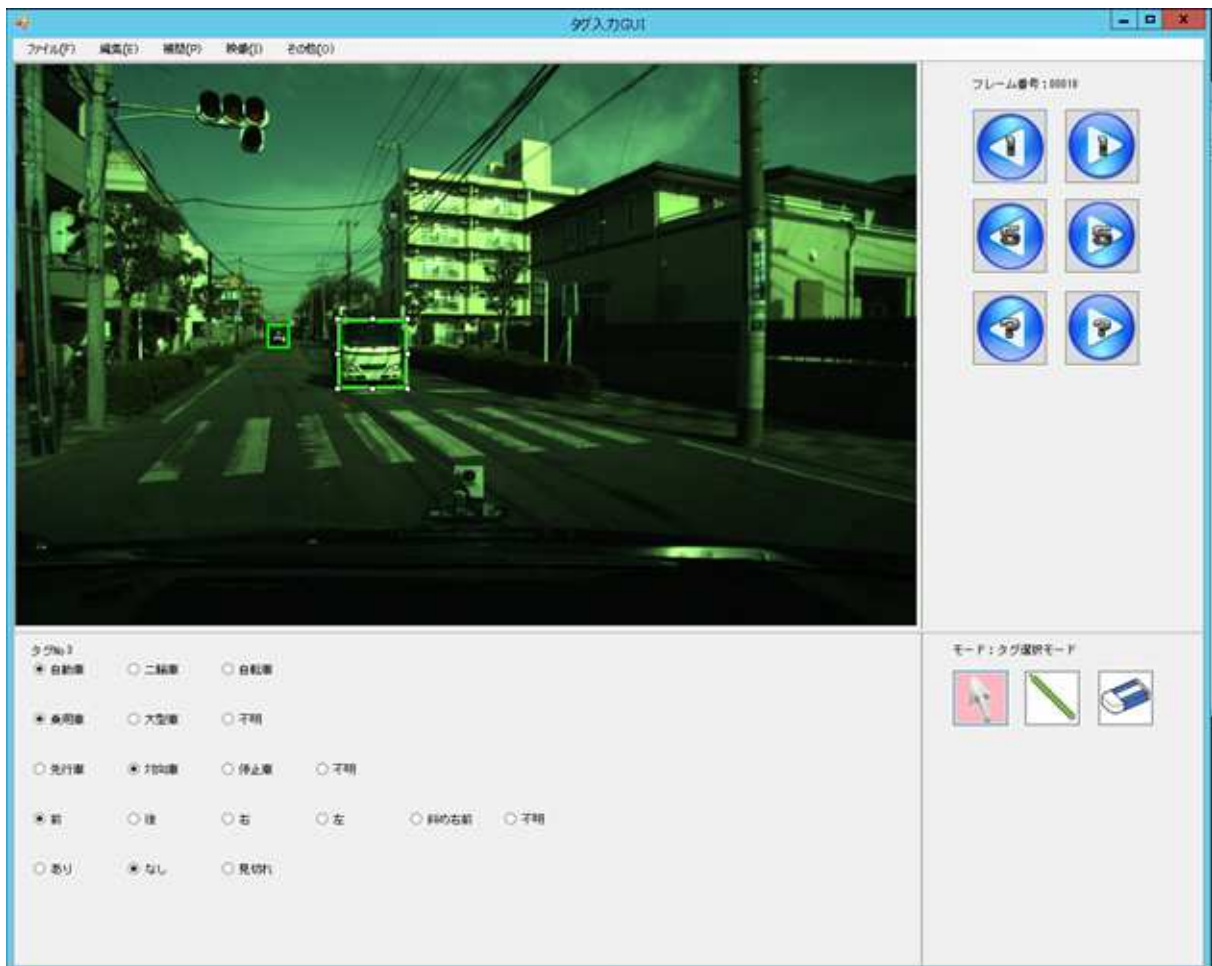 タグ入力GUI
ファイル(F) 編集(E) 補間(P) 映像(I) その他(O)
フレーム番号:00018
1 1
5 5
? ?
タグNo3
自動車 二輪車 自転車
乗用車 大型車 不明
先行車 対向車 停止車 不明
前 後 右 左 斜め右前 不明
あり なし 見切れ
モード:タグ選択モード